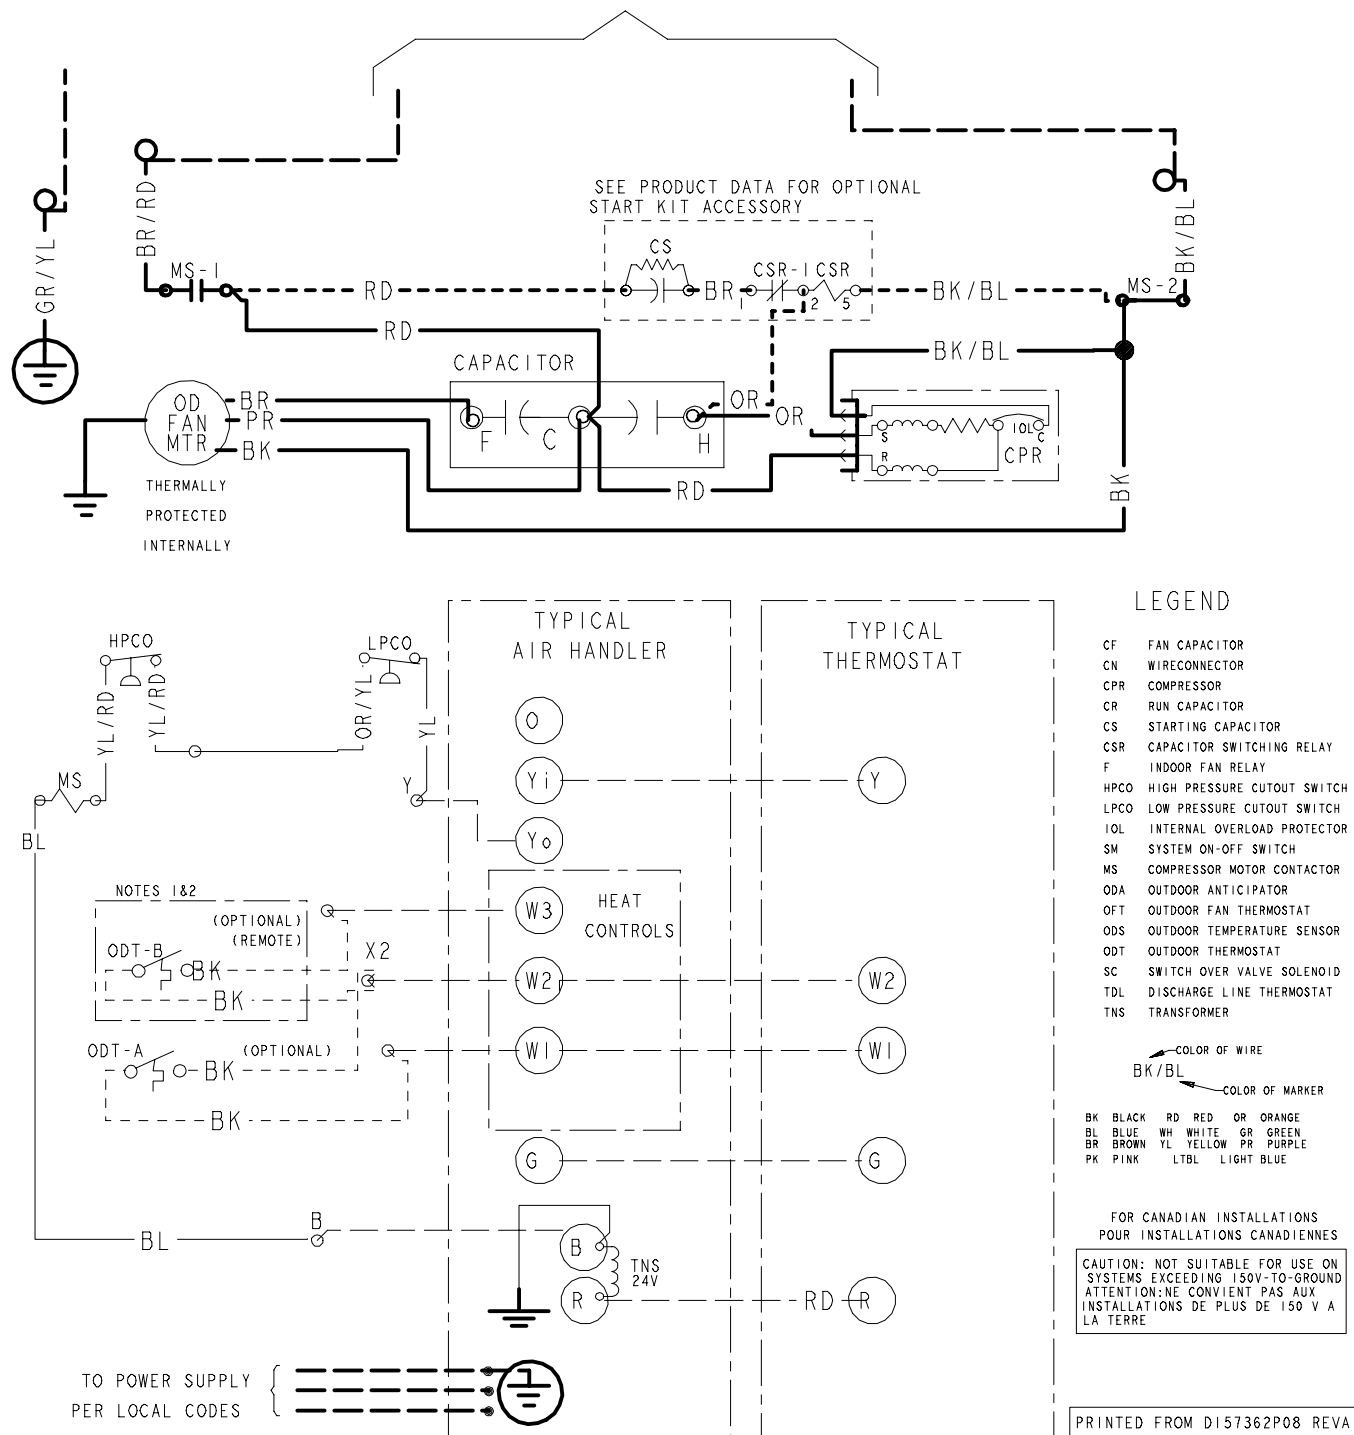 SEE PRODUCT DATA FOR OPTIONAL
START KIT ACCESSORY
GR/YL
BR/RD
BK/BL
MS-1
RD
CS
BR
CSR-1
CSR
1
2
5
BK/BL
MS-2
RD
BK/BL
CAPACITOR
F
C
H
OR
OR
OD
FAN
MTR
BR
PR
BK
S
R
IOL
C
CPR
RD
BK
THERMALLY
PROTECTED
INTERNALLY
HPCO
LPCO
YL/RD
YL/RD
OR/YL
YL
MS
Y
BL
TYPICAL
AIR HANDLER
TYPICAL
THERMOSTAT
O
Yi
Y
Yo
NOTES 1&2
(OPTIONAL)
(REMOTE)
ODT-B
BK
BK
X2
W3
HEAT
CONTROLS
W2
W2
ODT-A
(OPTIONAL)
BK
BK
W1
W1
G
G
BL
B
B
TNS
24V
R
RD
R
TO POWER SUPPLY
PER LOCAL CODES
LEGEND
CF FAN CAPACITOR
CN WIRECONNECTOR
CPR COMPRESSOR
CR RUN CAPACITOR
CS STARTING CAPACITOR
CSR CAPACITOR SWITCHING RELAY
F INDOOR FAN RELAY
HPCO HIGH PRESSURE CUTOUT SWITCH
LPCO LOW PRESSURE CUTOUT SWITCH
IOL INTERNAL OVERLOAD PROTECTOR
SM SYSTEM ON-OFF SWITCH
MS COMPRESSOR MOTOR CONTACTOR
ODA OUTDOOR ANTICIPATOR
OFT OUTDOOR FAN THERMOSTAT
ODS OUTDOOR TEMPERATURE SENSOR
ODT OUTDOOR THERMOSTAT
SC SWITCH OVER VALVE SOLENOID
TDL DISCHARGE LINE THERMOSTAT
TNS TRANSFORMER
COLOR OF WIRE
BK/BL
COLOR OF MARKER
BK BLACK RD RED OR ORANGE
BL BLUE WH WHITE GR GREEN
BR BROWN YL YELLOW PR PURPLE
PK PINK LTBL LIGHT BLUE
FOR CANADIAN INSTALLATIONS
POUR INSTALLATIONS CANADIENNES
CAUTION: NOT SUITABLE FOR USE ON
SYSTEMS EXCEEDING 150V-TO-GROUND
ATTENTION:NE CONVIENT PAS AUX
INSTALLATIONS DE PLUS DE 150 V A
LA TERRE
PRINTED FROM D157362P08 REVA